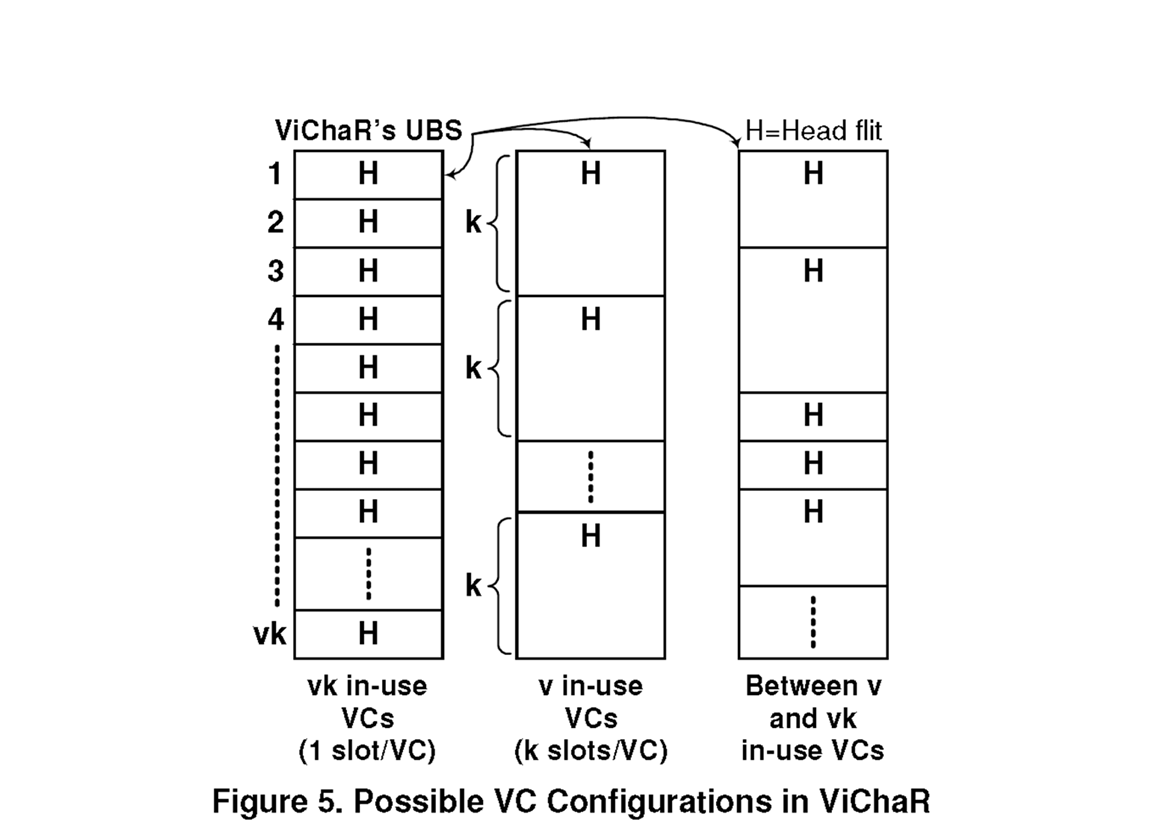 ViChaR's UBS
H=Head flit
1 H
2 H
3 H
4 H
H
H
H
H
vk H
k H
k H
k H
H
H
H
H
H
vk in-use
VCs
(1 slot/VC)
v in-use
VCs
(k slots/VC)
Between v
and vk
in-use VCs
Figure 5. Possible VC Configurations in ViChaR